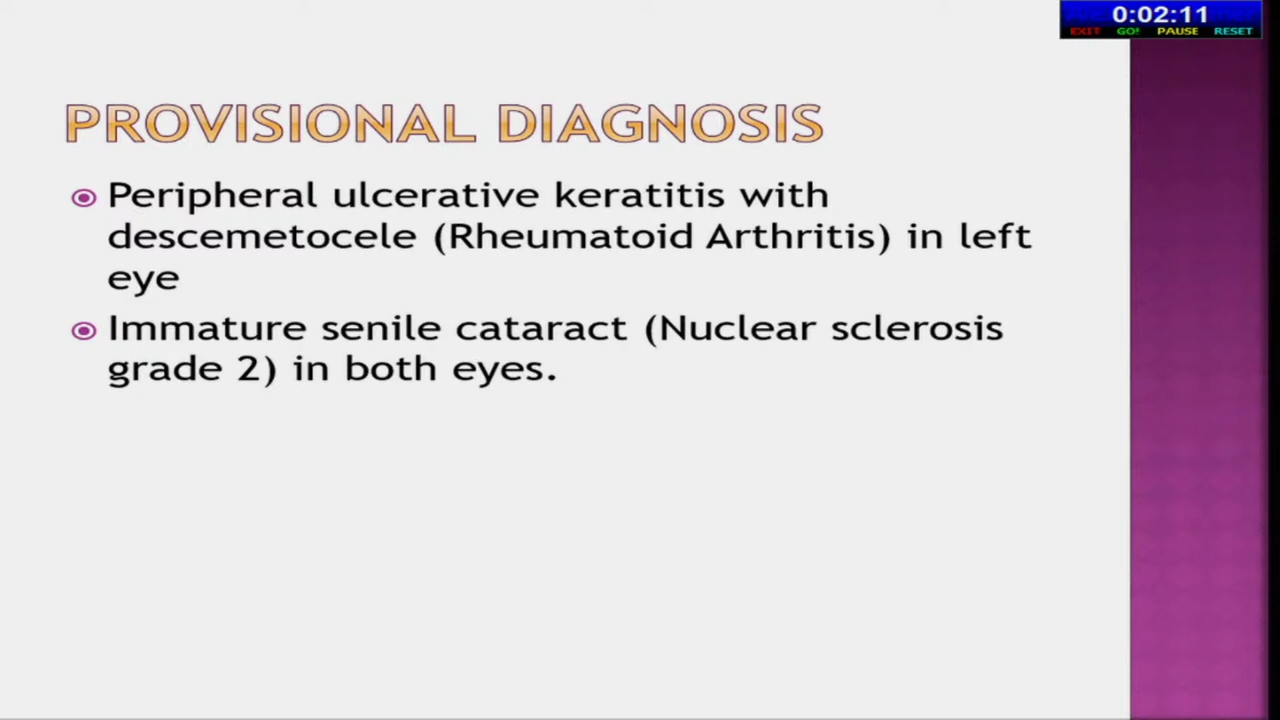 0:02:11
EXIT GO! PAUSE RESET
PROVISIONAL DIAGNOSIS
Peripheral ulcerative keratitis with
descemetocele (Rheumatoid Arthritis) in left
eye
Immature senile cataract (Nuclear sclerosis
grade 2) in both eyes.